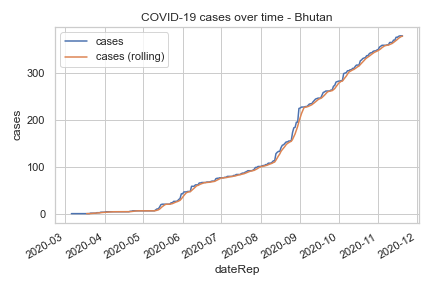 COVID-19 cases over time - Bhutan
cases
cases (rolling)
300
200
100
0
cases
2020-03
2020-04
2020-05
2020-06
2020-07
2020-08
2020-09
2020-10
2020-11
2020-12
dateRep